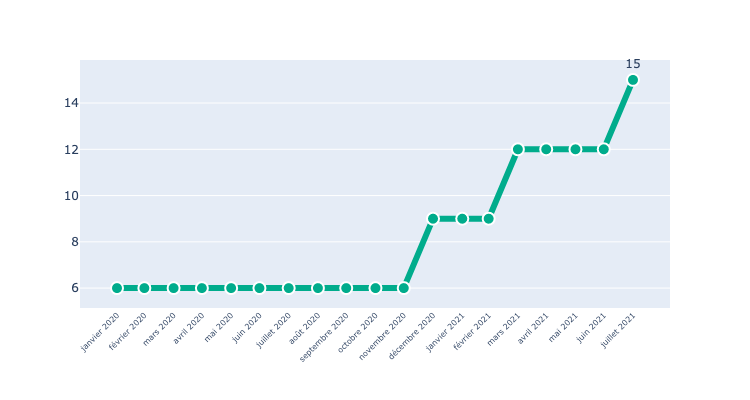 15
14
12
10
8
6
janvier 2020
février 2020
mars 2020
avril 2020
mai 2020
juin 2020
juillet 2020
août 2020
septembre 2020
octobre 2020
novembre 2020
décembre 2020
janvier 2021
février 2021
mars 2021
avril 2021
mai 2021
juin 2021
juillet 2021